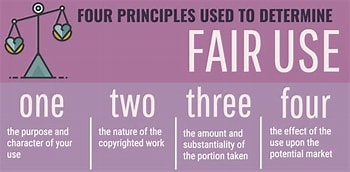 FOUR PRINCIPLES USED TO DETERMINE
FAIR USE
one
the purpose and
character of your
use
two
the nature of the
copyrighted work
three
the amount and
substantiality of
the portion taken
four
the effect of the
use upon the
potential market